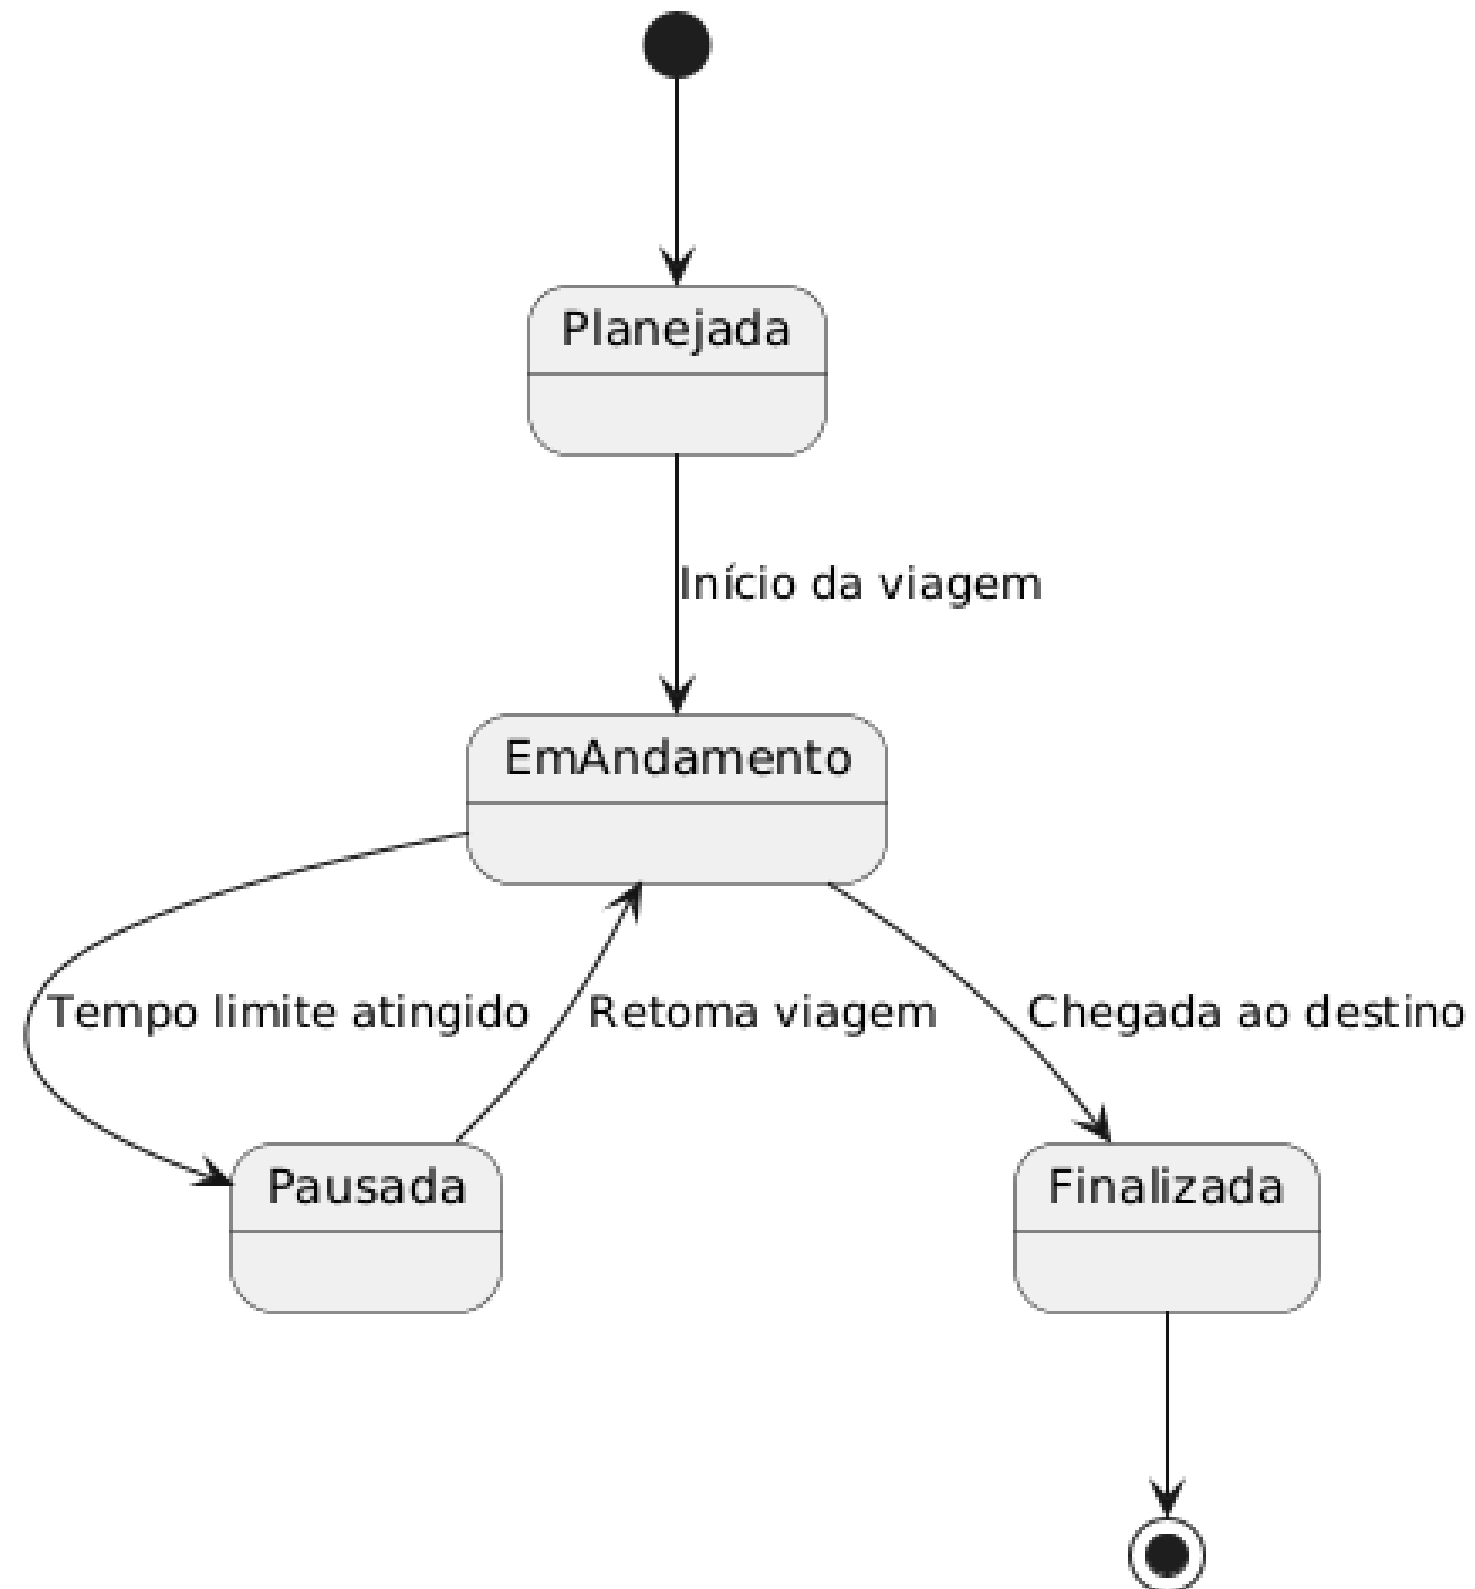 Planejada
Início da viagem
EmAndamento
Tempo limite atingido
Retoma viagem
Chegada ao destino
Pausada
Finalizada